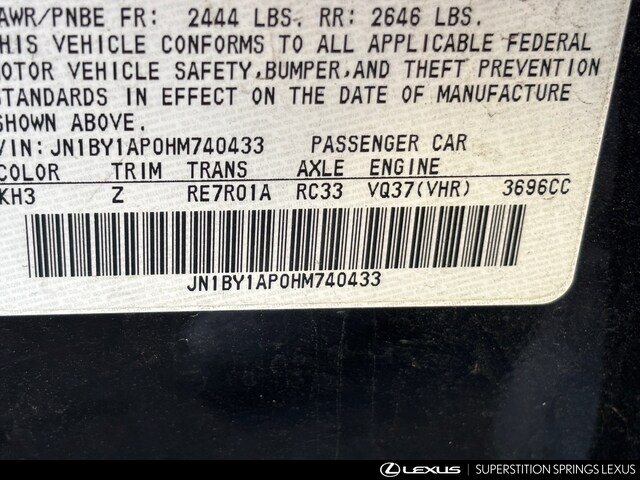 AWR/PNBE FR: 2444 LBS. RR: 2646 LBS.
THIS VEHICLE CONFORMS TO ALL APPLICABLE FEDERAL
MOTOR VEHICLE SAFETY,BUMPER,AND THEFT PREVENTION
STANDARDS IN EFFECT ON THE DATE OF MANUFACTURE
SHOWN ABOVE.
VIN:JN1BY1AP0HM740433 PASSENGER CAR
COLOR TRIM TRANS AXLE ENGINE
KH3 Z RE7R01A RC33 VQ37(VHR) 3696CC
JN1BY1AP0HM740433
LEXUS | SUPERSTITION SPRINGS LEXUS